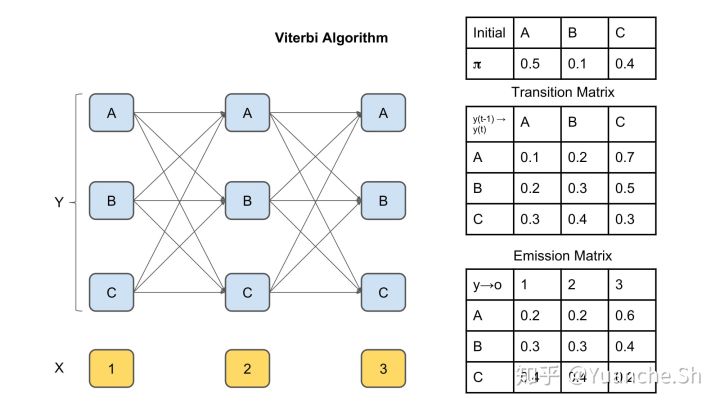 Viterbi Algorithm
Initial A B C
π 0.5 0.1 0.4
Transition Matrix
y(t-1) →
y(t)
A B C
A 0.1 0.2 0.7
B 0.2 0.3 0.5
C 0.3 0.4 0.3
Emission Matrix
y→o 1 2 3
A 0.2 0.2 0.6
B 0.3 0.3 0.4
C 0.4 0.4 0.2
Y
A A A
B B B
C C C
X 1 2 3
知乎 @Yuanche.Sh